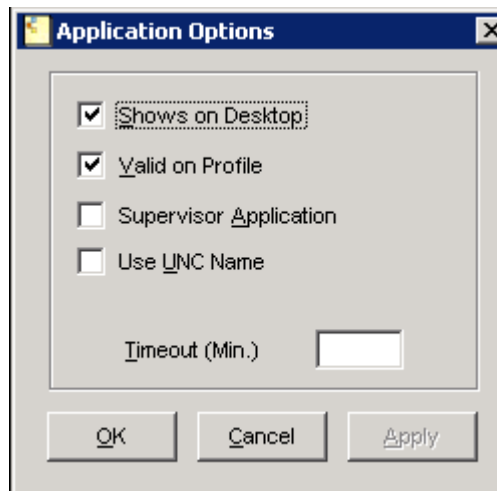 Application Options
Shows on Desktop
Valid on Profile
Supervisor Application
Use UNC Name
Timeout (Min.)
OK Cancel Apply